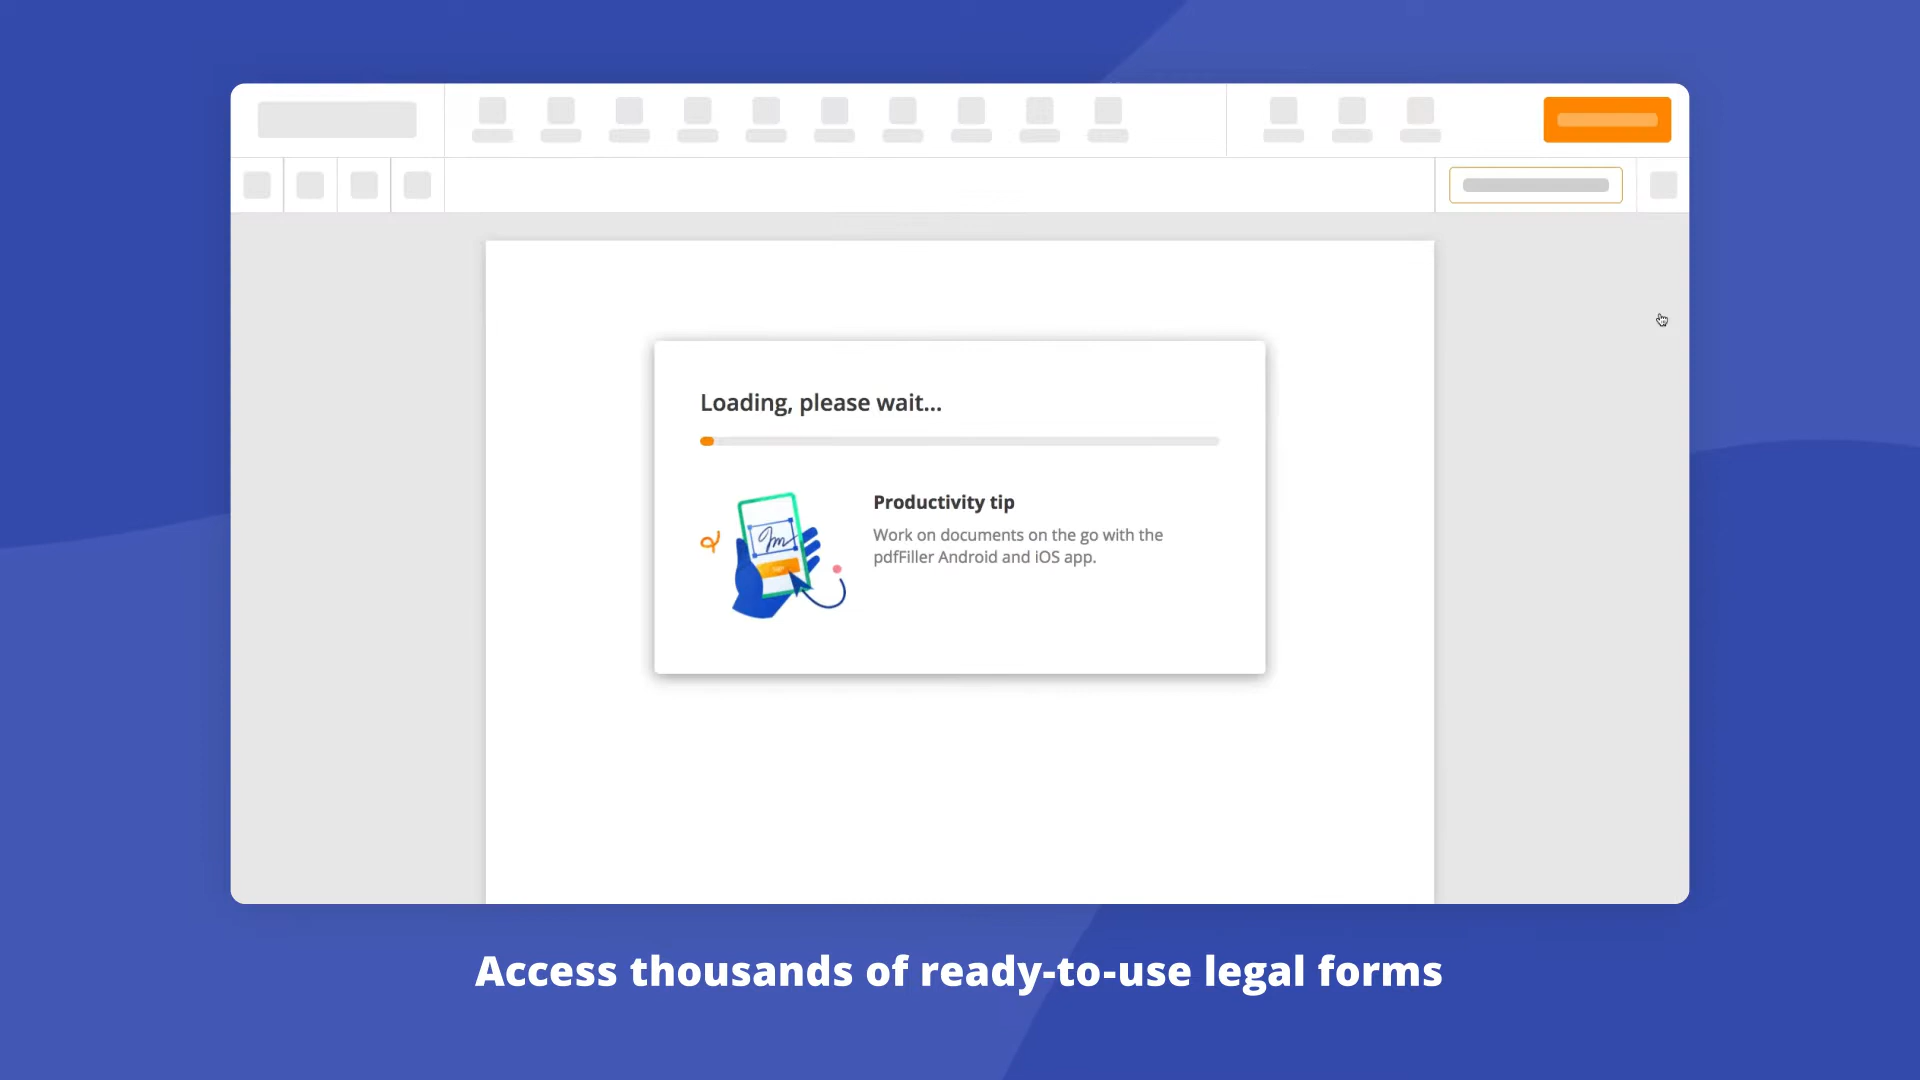 Loading, please wait...
Productivity tip
Work on documents on the go with the
pdfFiller Android and iOS app.
Access thousands of ready-to-use legal forms